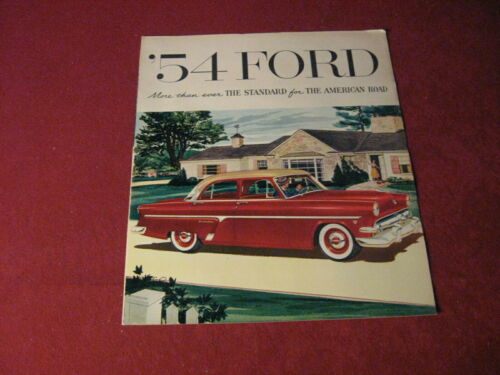 '54 FORD
More than ever THE STANDARD for THE AMERICAN ROAD